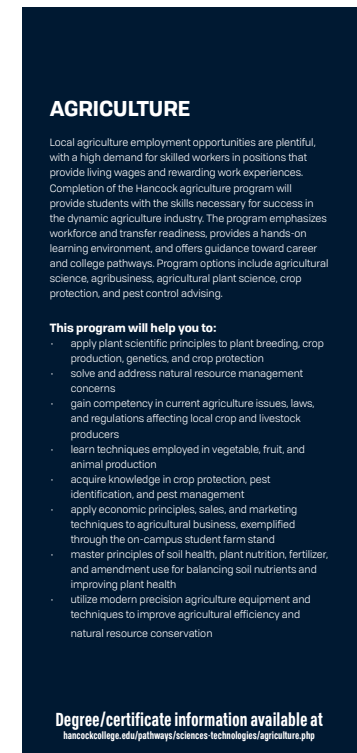 AGRICULTURE
Local agriculture employment opportunities are plentiful,
with a high demand for skilled workers in positions that
provide living wages and rewarding work experiences.
Completion of the Hancock agriculture program will
provide students with the skills necessary for success in
the dynamic agriculture industry. The program emphasizes
workforce and transfer readiness, provides a hands-on
learning environment, and offers guidance toward career
and college pathways. Program options include agricultural
science, agribusiness, agricultural plant science, crop
protection, and pest control advising.
This program will help you to:
· apply plant scientific principles to plant breeding, crop
production, genetics, and crop protection
· solve and address natural resource management
concerns
· gain competency in current agriculture issues, laws,
and regulations affecting local crop and livestock
producers
· learn techniques employed in vegetable, fruit, and
animal production
· acquire knowledge in crop protection, pest
identification, and pest management
· apply economic principles, sales, and marketing
techniques to agricultural business, exemplified
through the on-campus student farm stand
· master principles of soil health, plant nutrition, fertilizer,
and amendment use for balancing soil nutrients and
improving plant health
· utilize modern precision agriculture equipment and
techniques to improve agricultural efficiency and
natural resource conservation
Degree/certificate information available at
hancockcollege.edu/pathways/sciences-technologies/agriculture.php